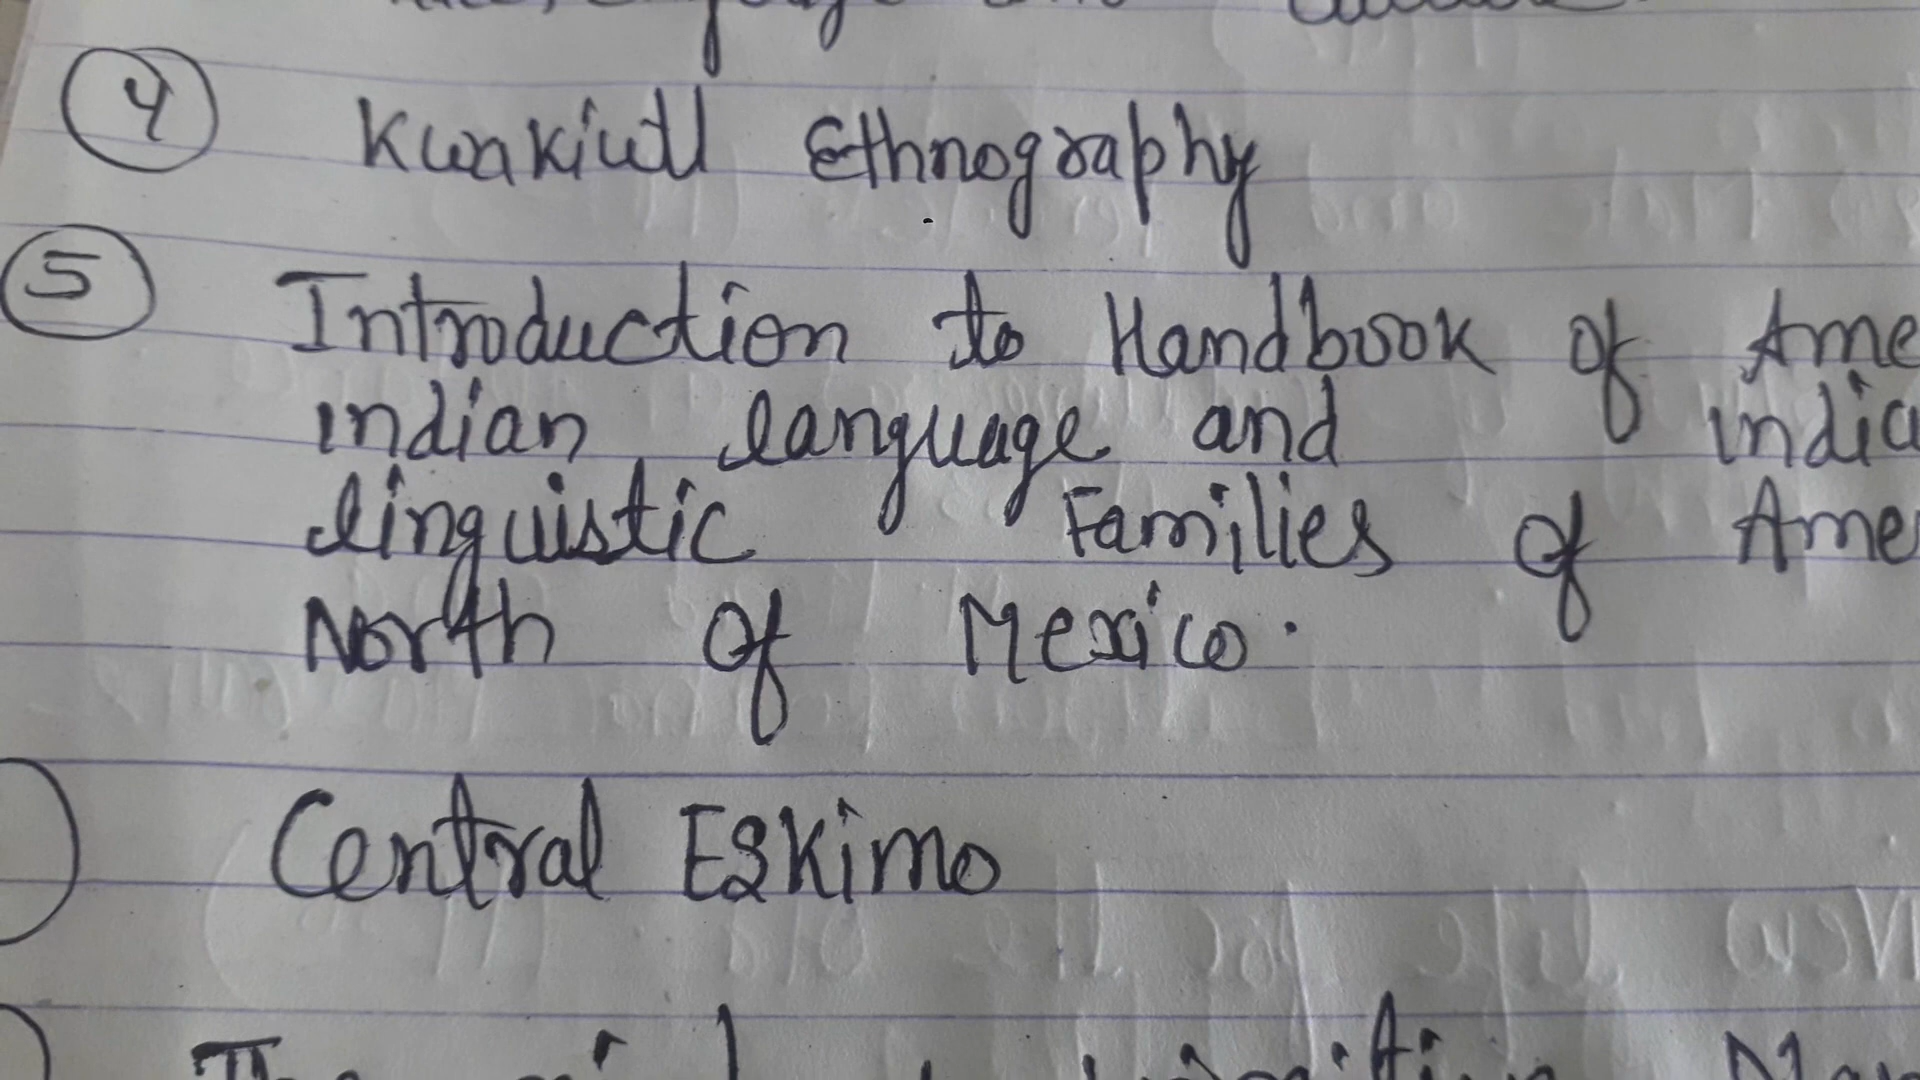 ④ Kwakiutl Ethnography
⑤ Introduction to Handbook of Ame
indian language and india
linguistic Families of Amer
North of Mexico.
Central Eskimo